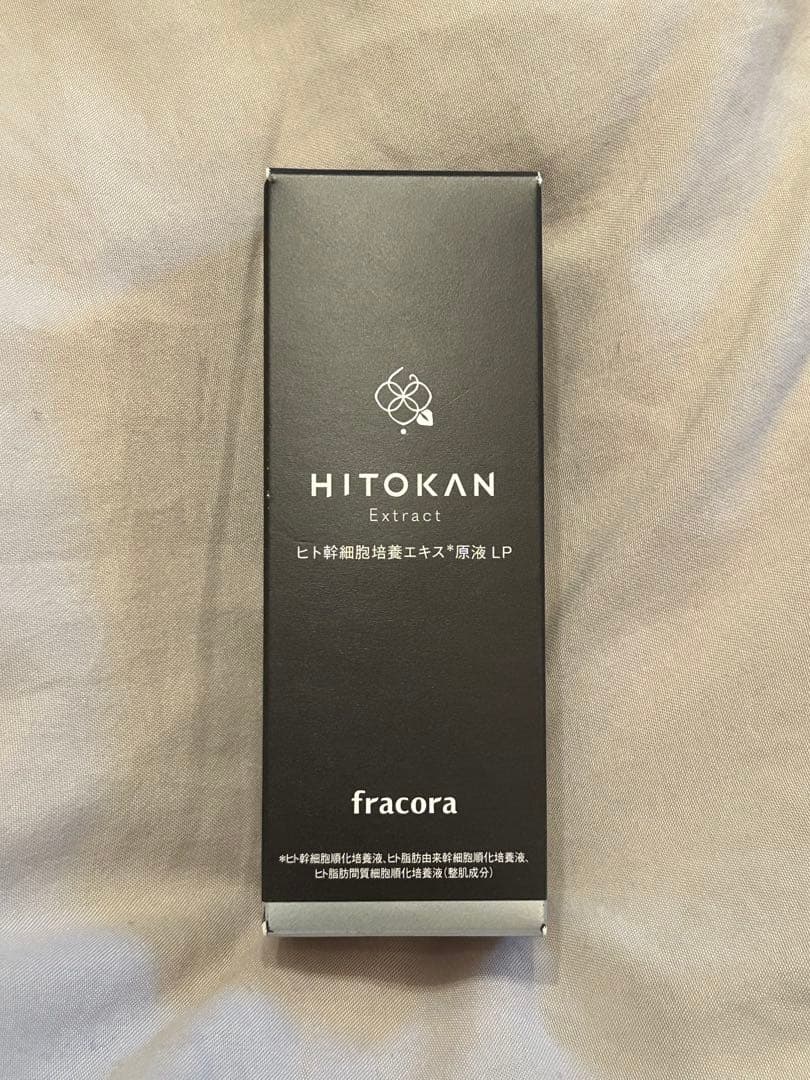 HITOKAN
Extract
ヒト幹細胞培養エキス*原液 LP
fracora
*ヒト幹細胞順化培養液、ヒト脂肪由来幹細胞順化培養液、
ヒト脂肪間質細胞順化培養液(整肌成分)